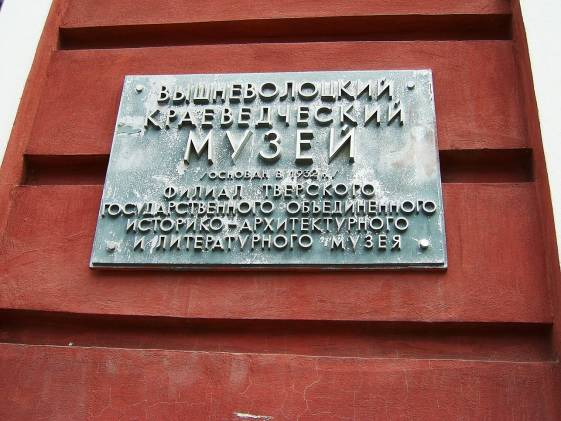 ВЫШНЕВОЛОЦКИЙ
КРАЕВЕДЧЕСКИЙ
МУЗЕЙ
/ОСНОВАН В 1932 г./
ФИЛИАЛ ТВЕРСКОГО
ГОСУДАРСТВЕННОГО ОБЪЕДИНЕННОГО
ИСТОРИКО-АРХИТЕКТУРНОГО
И ЛИТЕРАТУРНОГО МУЗЕЯ